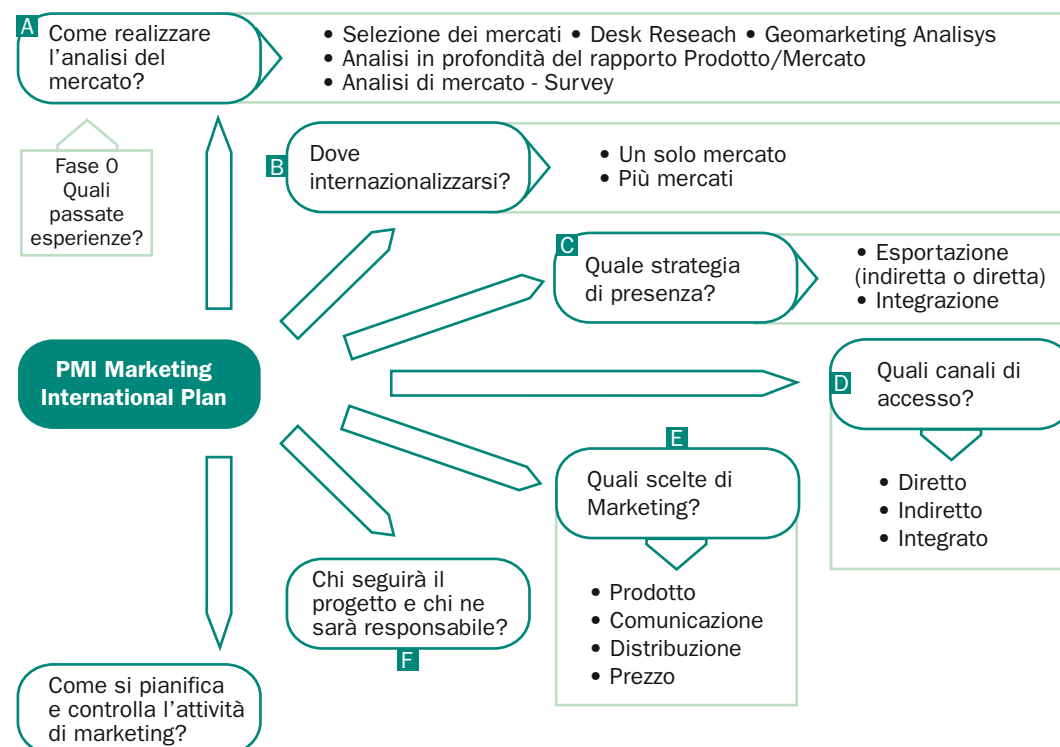 A
Come realizzare
l'analisi del
mercato?
• Selezione dei mercati • Desk Reseach • Geomarketing Analisys
• Analisi in profondità del rapporto Prodotto/Mercato
• Analisi di mercato - Survey
Fase 0
Quali
passate
esperienze?
B
Dove
internazionalizzarsi?
• Un solo mercato
• Più mercati
C
Quale strategia
di presenza?
• Esportazione
(indiretta o diretta)
• Integrazione
PMI Marketing
International Plan
D
Quali canali di
accesso?
• Diretto
• Indiretto
• Integrato
E
Quali scelte di
Marketing?
• Prodotto
• Comunicazione
• Distribuzione
• Prezzo
Chi seguirà il
progetto e chi ne
sarà responsabile?
F
Come si pianifica
e controlla l'attività
di marketing?